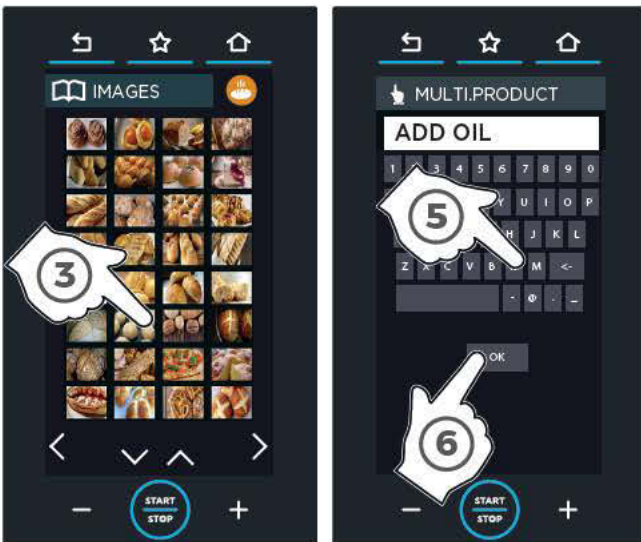 IMAGES
3
START
STOP
- +
MULTI.PRODUCT
ADD OIL
1 3 4 5 6 7 8 9 0
Y U I O P
5
H J K L
Z X C V B M <-
- @ . _
OK
6
START
STOP
- +